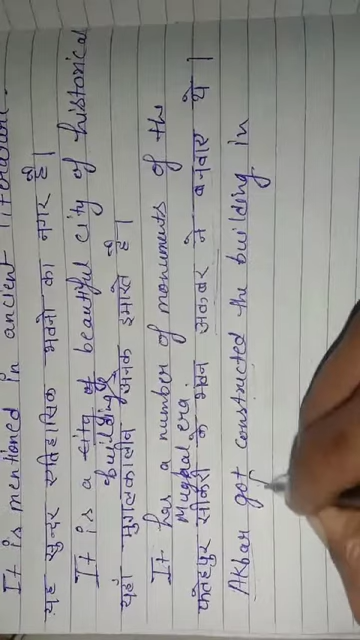 It is mentioned in ancient literature.
यह सुन्दर ऐतिहासिक भवनो का नगर है।
It is a city of beautiful city of historical
buildings
यहाँ मुगलकालीन अनेक इमारते है।
It has a number of monuments of the
Mughal era.
फतेहपुर सीकरी के भवन अकबर ने बनवाए थे।
Akbar got constructed the building in